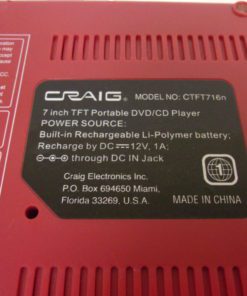 CRAIG® MODEL NO: CTFT716n
7 inch TFT Portable DVD/CD Player
POWER SOURCE:
Built-in Rechargeable Li-Polymer battery;
Recharge by DC⎓12V, 1A;
through DC IN Jack
1
Craig Electronics Inc.
P.O. Box 694650 Miami,
Florida 33269, U.S.A.
MADE IN CHINA